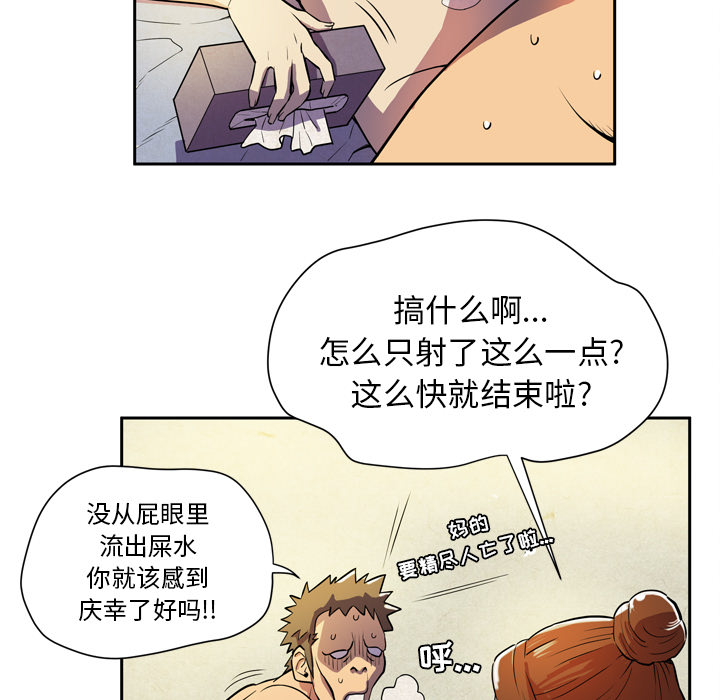 搞什么啊...
怎么只射了这么一点?
这么快就结束啦?
没从屁眼里
流出屎水
你就该感到
庆幸了好吗!!
妈的
要精尽人亡了啦...
呼...